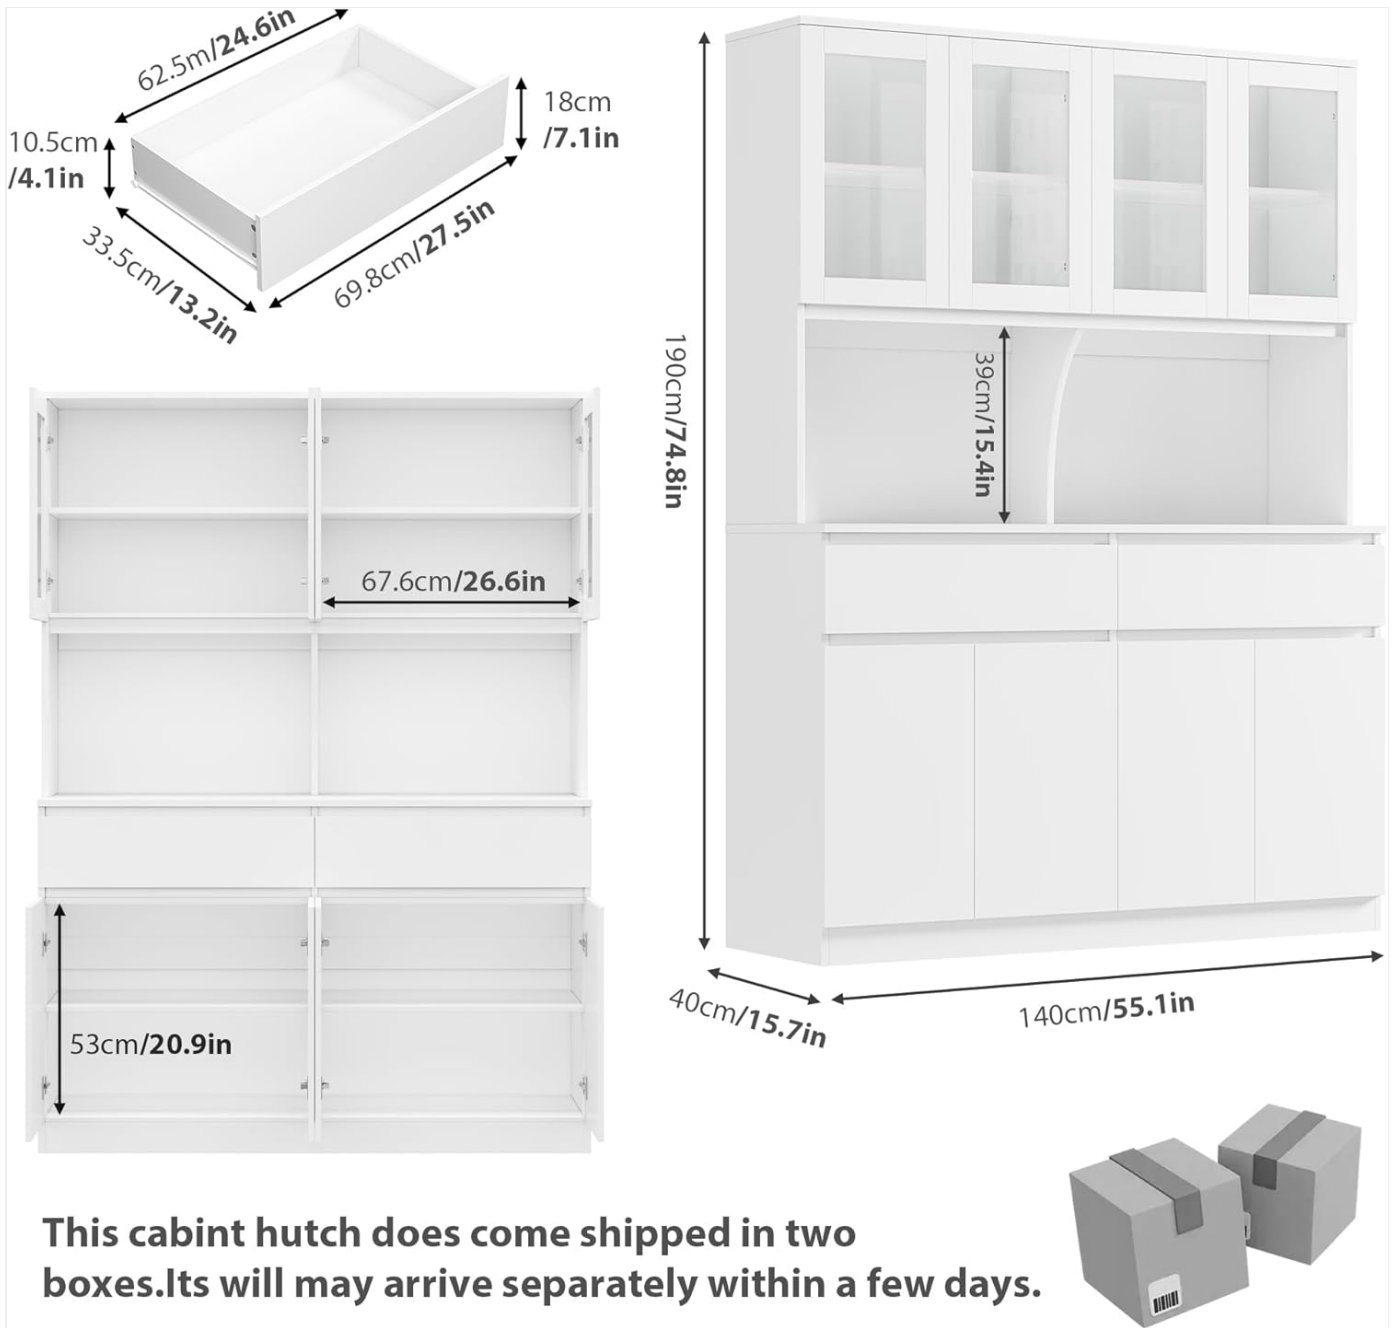 62.5m/24.6in
18cm
/7.1in
10.5cm
/4.1in
33.5cm/13.2in
69.8cm/27.5in
190cm/74.8in
39cm/15.4in
67.6cm/26.6in
53cm/20.9in
40cm/15.7in
140cm/55.1in
This cabint hutch does come shipped in two
boxes.Its will may arrive separately within a few days.